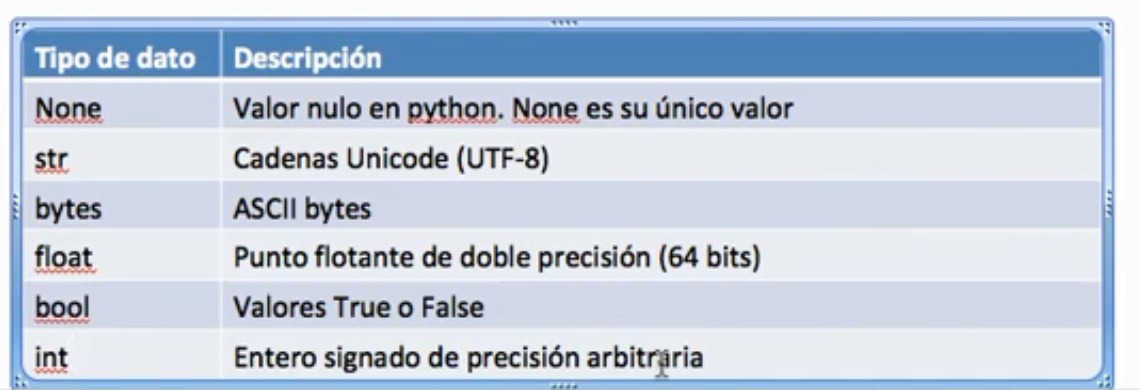 Tipo de dato Descripción
None Valor nulo en python. None es su único valor
str Cadenas Unicode (UTF-8)
bytes ASCII bytes
float Punto flotante de doble precisión (64 bits)
bool Valores True o False
int Entero signado de precisión arbitraria